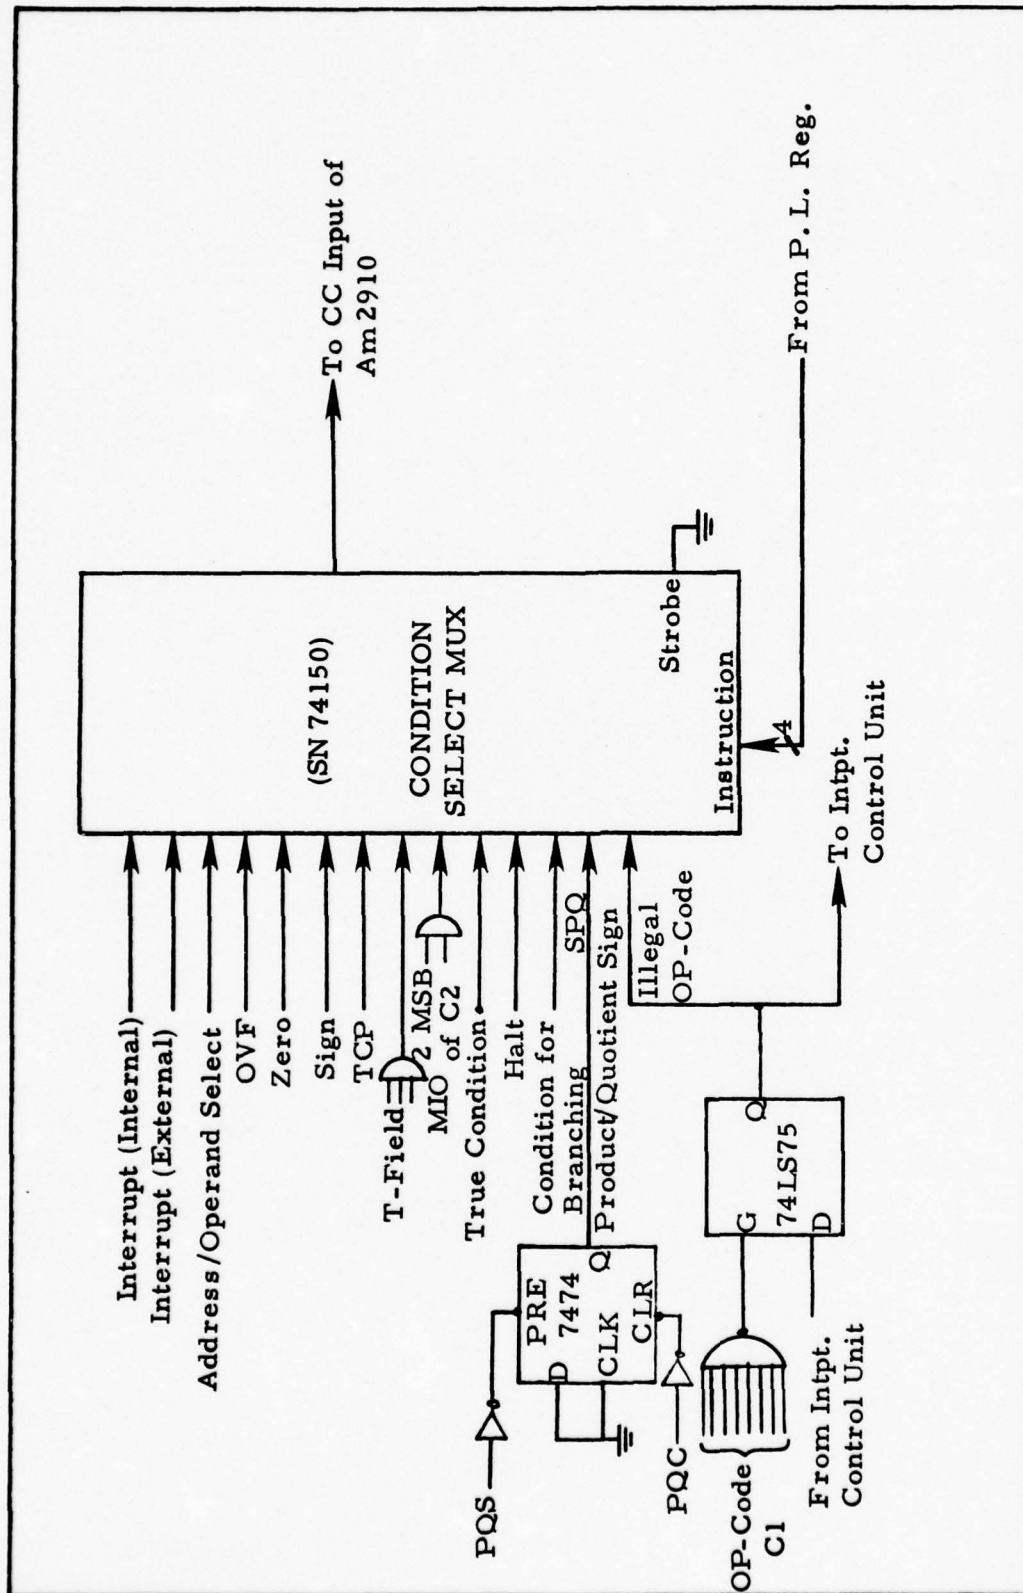 Interrupt (Internal)
Interrupt (External)
Address/Operand Select
OVF
Zero
Sign
TCP
T-Field
MIO 2 MSB
of C2
True Condition
Halt
Condition for
Branching
SPQ
Product/Quotient Sign
Illegal
OP-Code
(SN 74150)
CONDITION
SELECT MUX
Strobe
Instruction
To CC Input of
Am2910
4
From P. L. Reg.
To Intpt.
Control Unit
PQS
PRE
7474
D
Q
CLK
CLR
PQC
OP-Code
C1
G
Q
74LS75
D
From Intpt.
Control Unit